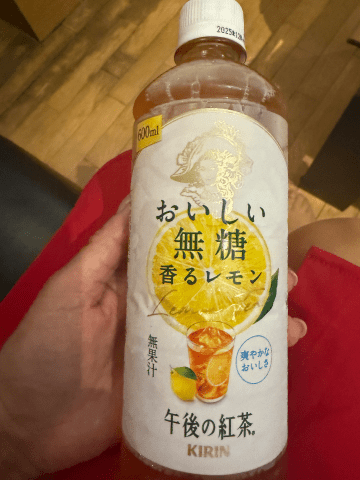 600ml
おいしい
無糖
香るレモン
無果汁
爽やかな
おいしさ
午後の紅茶®
KIRIN